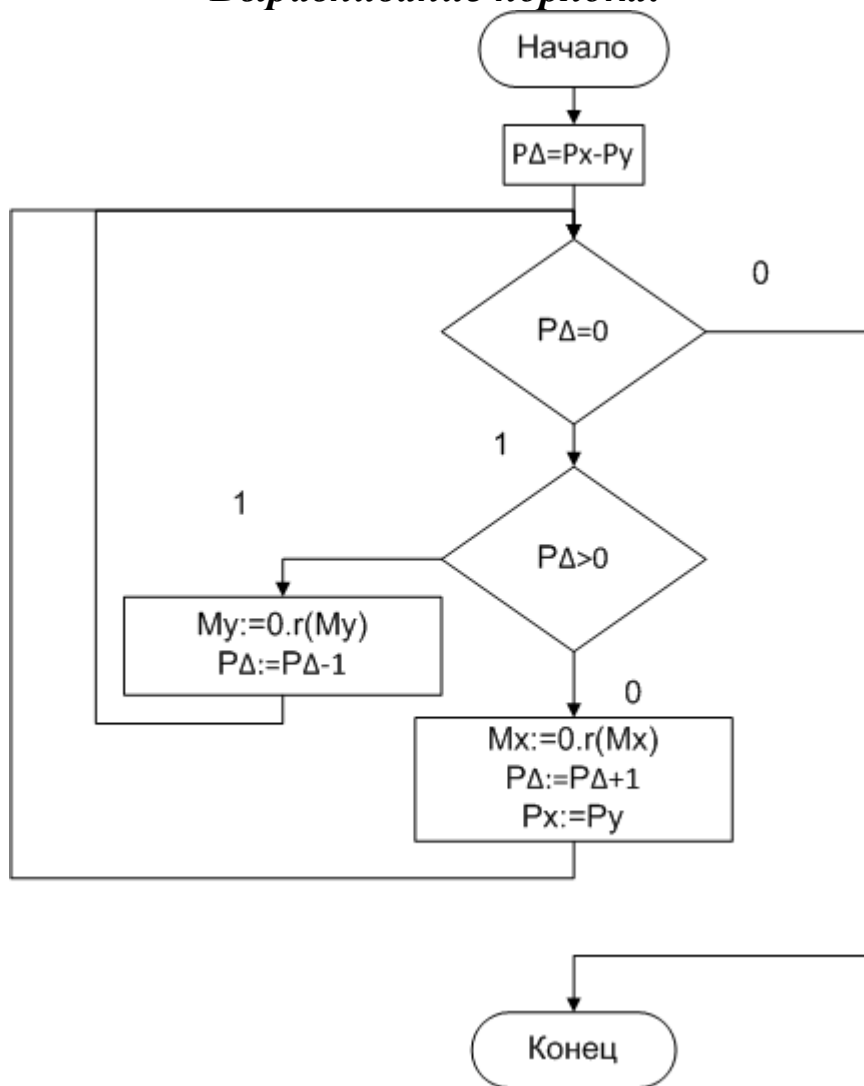 Начало
PΔ=Px-Py
PΔ=0
0
1
PΔ>0
1
My:=0.r(My)
PΔ:=PΔ-1
0
Mx:=0.r(Mx)
PΔ:=PΔ+1
Px:=Py
Конец